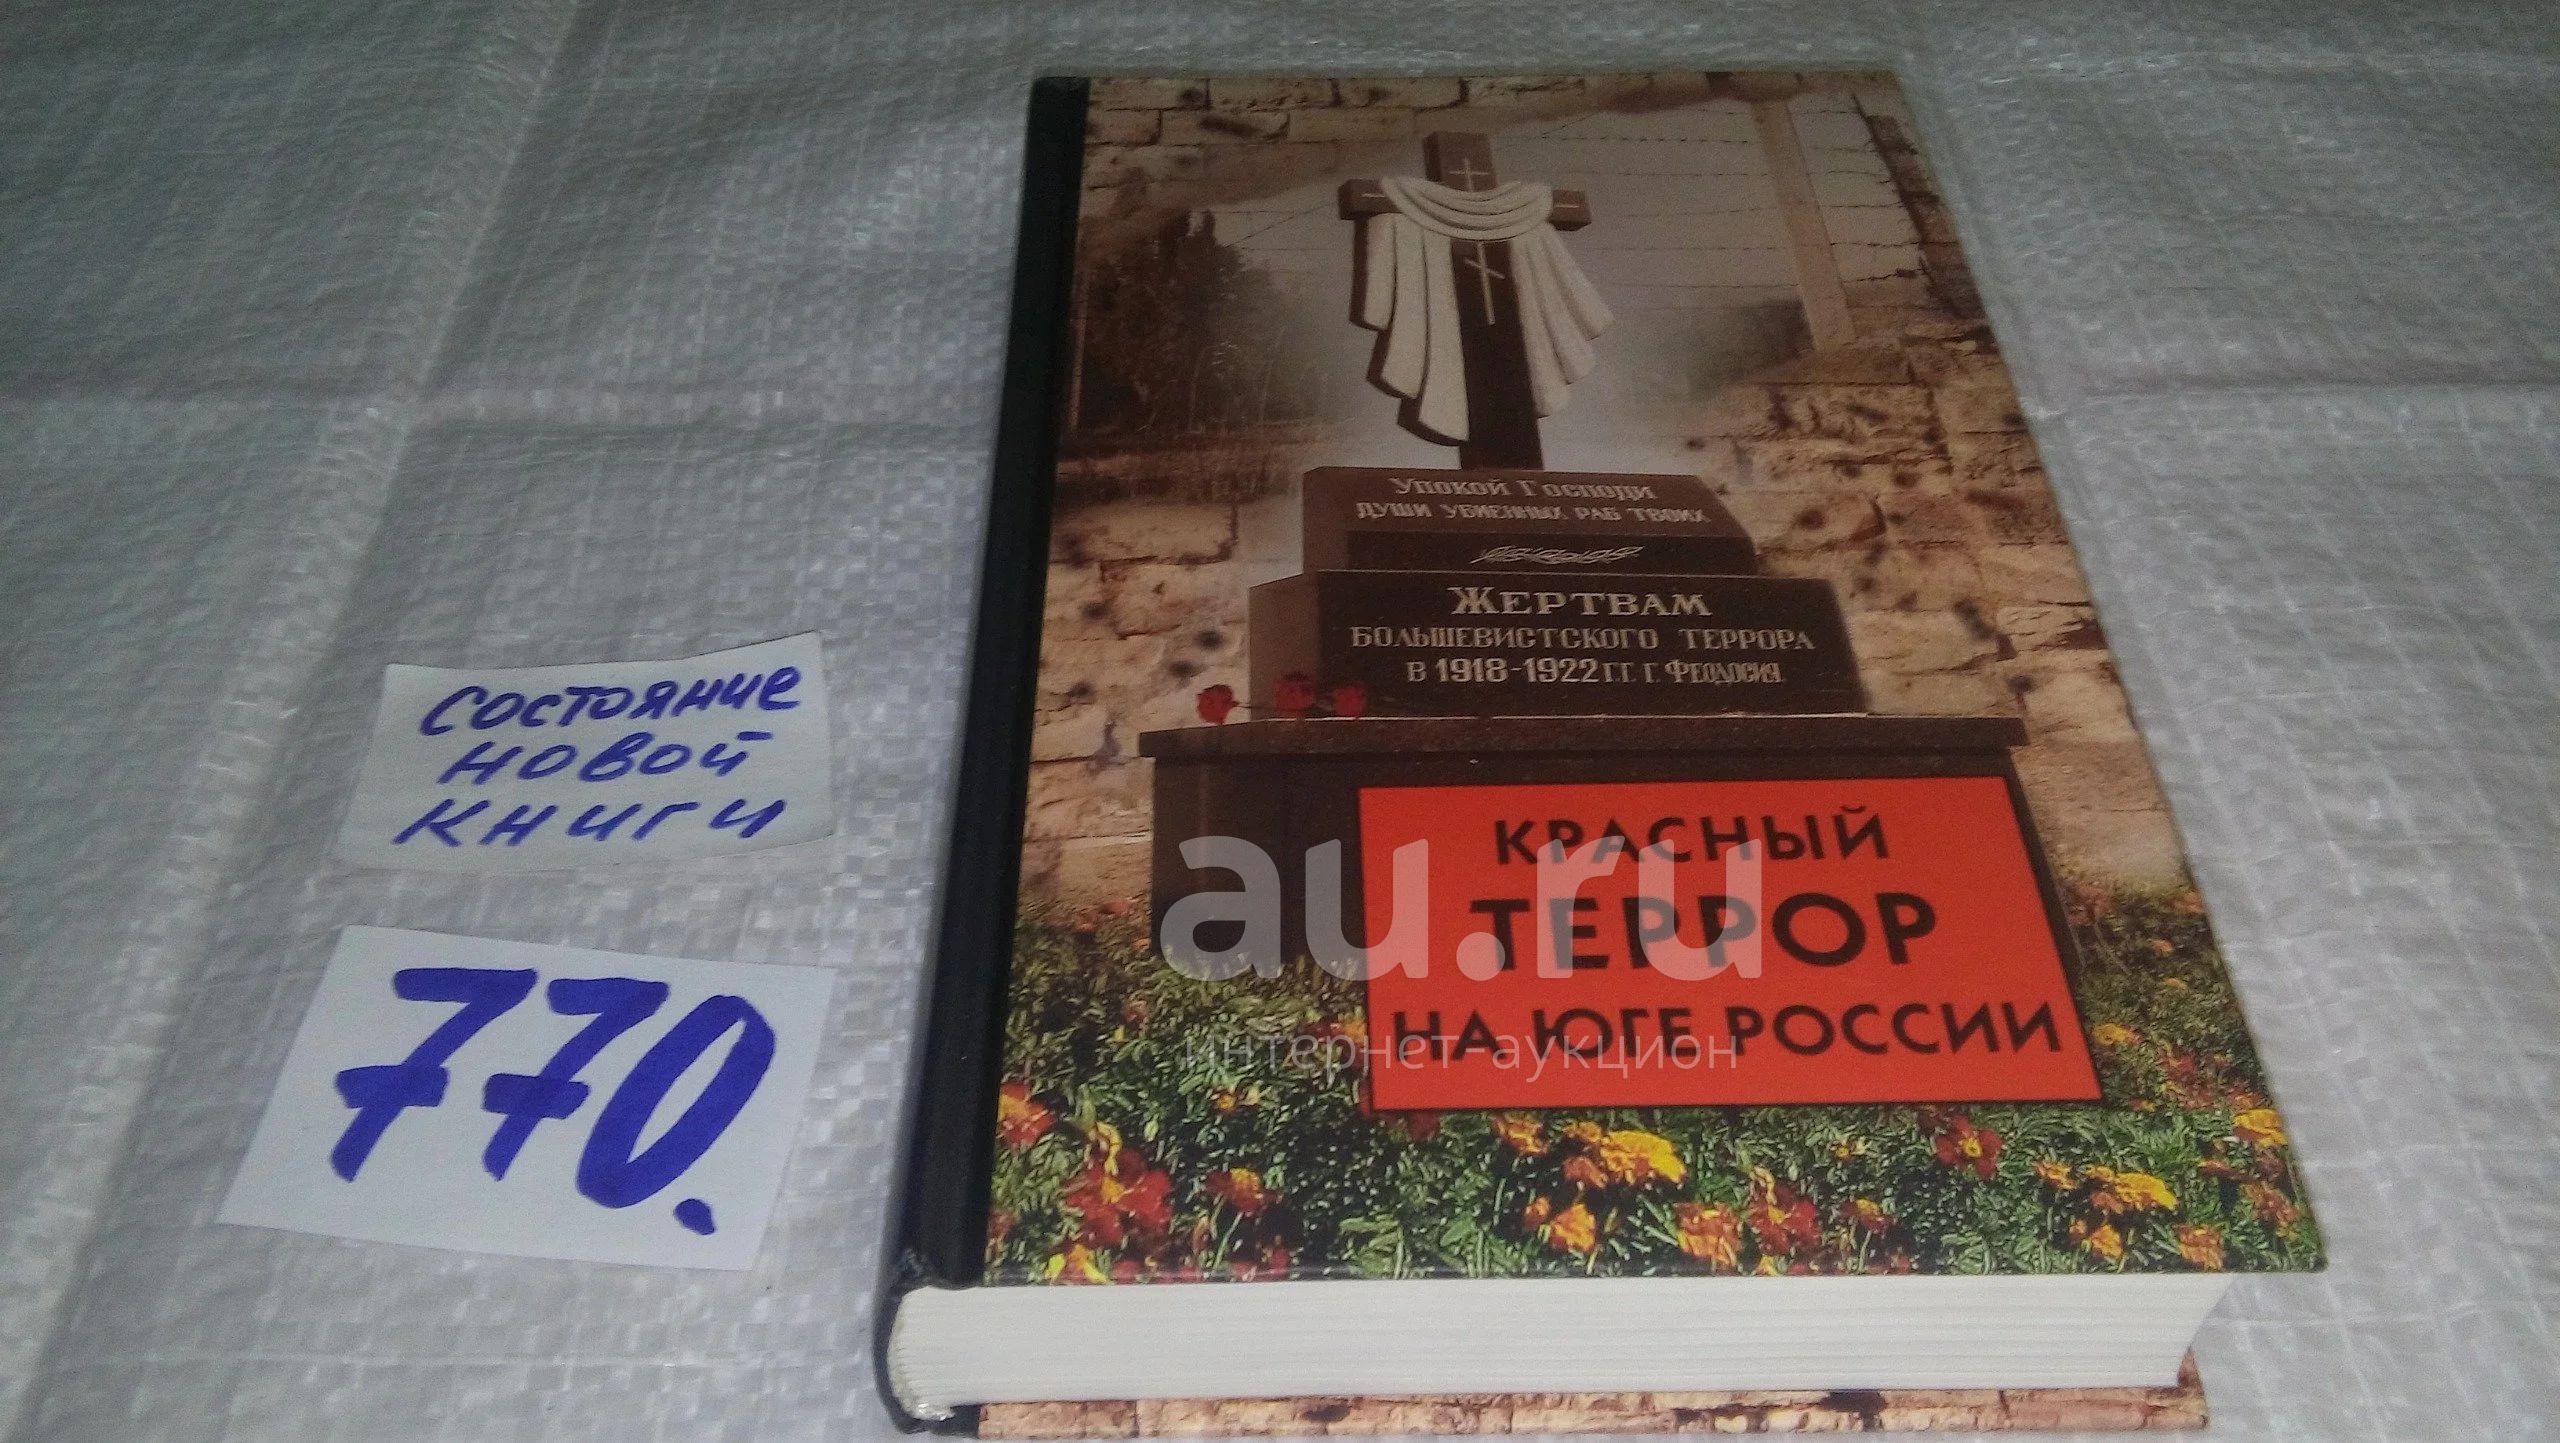 Упокой Господи
души убиенных раб твоих
Жертвам
большевистского террора
в 1918-1922 г.г. г. Феодосия.
КРАСНЫЙ
ТЕРРОР
НА ЮГЕ РОССИИ
au.ru
интернет-аукцион
состояние
новой
книги
770.